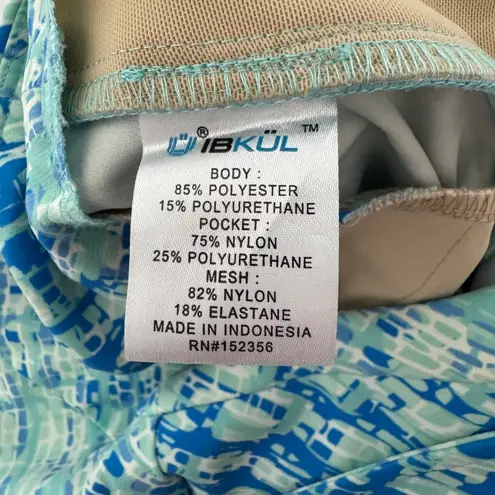 ® IBKÜL ™
BODY :
85% POLYESTER
15% POLYURETHANE
POCKET :
75% NYLON
25% POLYURETHANE
MESH :
82% NYLON
18% ELASTANE
MADE IN INDONESIA
RN#152356